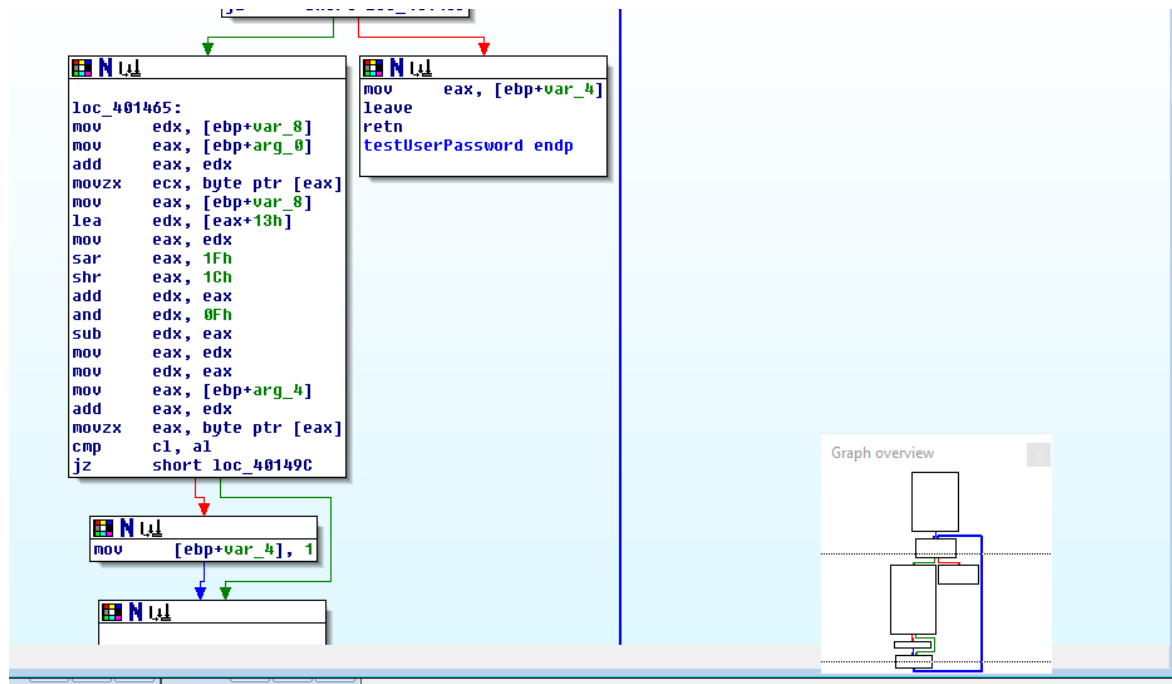 loc_401465:
mov edx, [ebp+var_8]
mov eax, [ebp+arg_0]
add eax, edx
movzx ecx, byte ptr [eax]
mov eax, [ebp+var_8]
lea edx, [eax+13h]
mov eax, edx
sar eax, 1Fh
shr eax, 1Ch
add edx, eax
and edx, 0Fh
sub edx, eax
mov eax, edx
mov edx, eax
mov eax, [ebp+arg_4]
add eax, edx
movzx eax, byte ptr [eax]
cmp cl, al
jz short loc_40149C
mov eax, [ebp+var_4]
leave
retn
testUserPassword endp
mov [ebp+var_4], 1
Graph overview